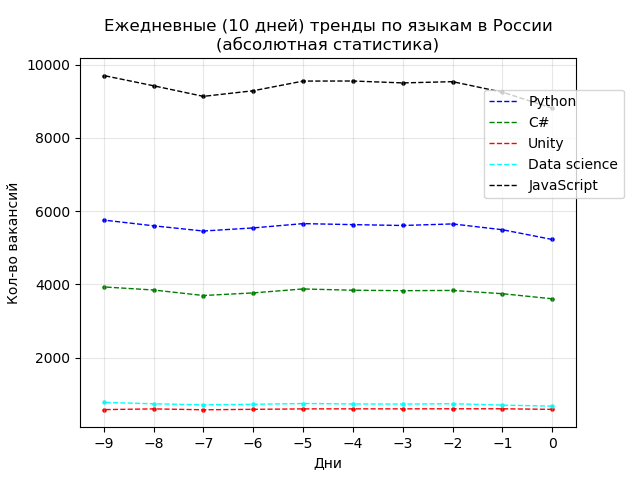 Ежедневные (10 дней) тренды по языкам в России
(абсолютная статистика)
Кол-во вакансий
10000
8000
6000
4000
2000
Python
C#
Unity
Data science
JavaScript
−9 −8 −7 −6 −5 −4 −3 −2 −1 0
Дни